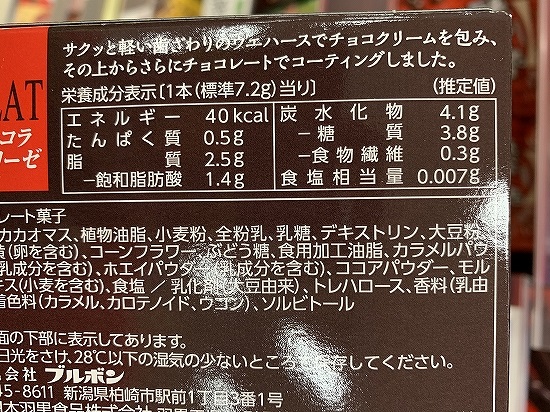 サクッと軽い歯ざわりのウエハースでチョコクリームを包み、
その上からさらにチョコレートでコーティングしました。
LAT
コラ
ーゼ
栄養成分表示〔1本(標準7.2g)当り〕 (推定値)
エネルギー 40kcal 炭水化物 4.1g
たんぱく質 0.5g －糖質 3.8g
脂質 2.5g －食物繊維 0.3g
－飽和脂肪酸 1.4g 食塩相当量 0.007g
レート菓子
カカオマス、植物油脂、小麦粉、全粉乳、乳糖、デキストリン、大豆粉、
(卵を含む)、コーンフラワー、ぶどう糖、食用加工油脂、カラメルパウ
乳成分を含む)、ホエイパウダー(乳成分を含む)、ココアパウダー、モル
キス(小麦を含む)、食塩 ／ 乳化剤(大豆由来)、トレハロース、香料(乳由
着色料(カラメル、カロテノイド、ウコン)、ソルビトール
面の下部に表示してあります。
日光をさけ、28℃以下の湿気の少ないところに保存してください。
会社 ブルボン
45-8611 新潟県柏崎市駅前1丁目3番1号
日本羽黒食品株式会社